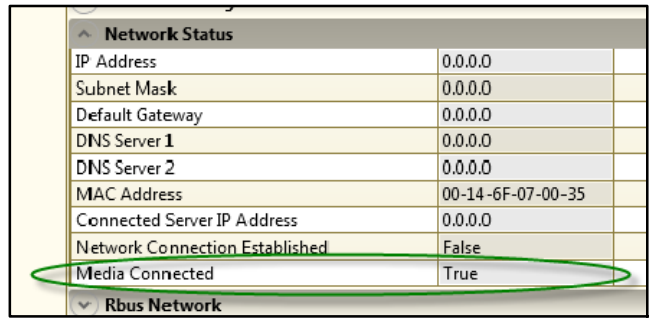 Network Status
IP Address 0.0.0.0
Subnet Mask 0.0.0.0
Default Gateway 0.0.0.0
DNS Server 1 0.0.0.0
DNS Server 2 0.0.0.0
MAC Address 00-14-6F-07-00-35
Connected Server IP Address 0.0.0.0
Network Connection Established False
Media Connected True
Rbus Network